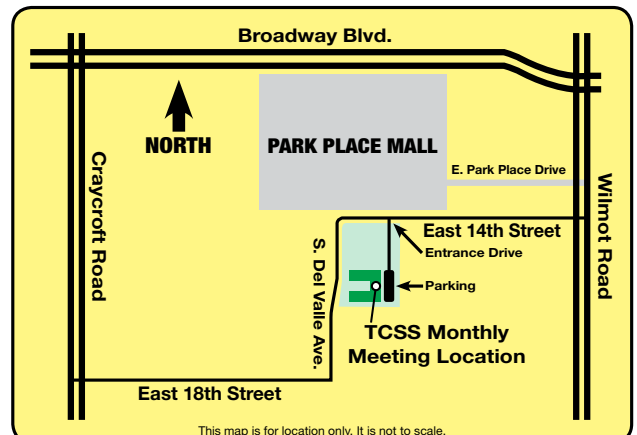 Broadway Blvd.
NORTH
PARK PLACE MALL
E. Park Place Drive
Craycroft Road
Wilmot Road
East 14th Street
Entrance Drive
S. Del Valle Ave.
Parking
TCSS Monthly
Meeting Location
East 18th Street
This map is for location only. It is not to scale.